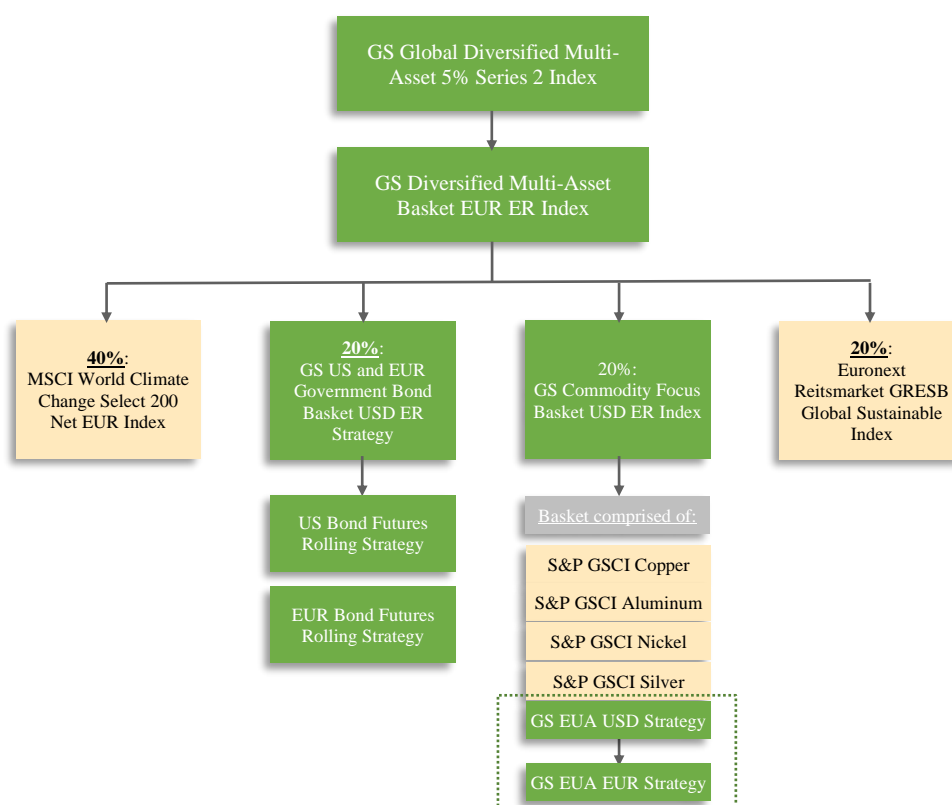 GS Global Diversified Multi-
Asset 5% Series 2 Index
GS Diversified Multi-Asset
Basket EUR ER Index
40%:
MSCI World Climate
Change Select 200
Net EUR Index
20%:
GS US and EUR
Government Bond
Basket USD ER
Strategy
20%:
GS Commodity Focus
Basket USD ER Index
20%:
Euronext
Reitsmarket GRESB
Global Sustainable
Index
US Bond Futures
Rolling Strategy
EUR Bond Futures
Rolling Strategy
Basket comprised of:
S&P GSCI Copper
S&P GSCI Aluminum
S&P GSCI Nickel
S&P GSCI Silver
GS EUA USD Strategy
GS EUA EUR Strategy